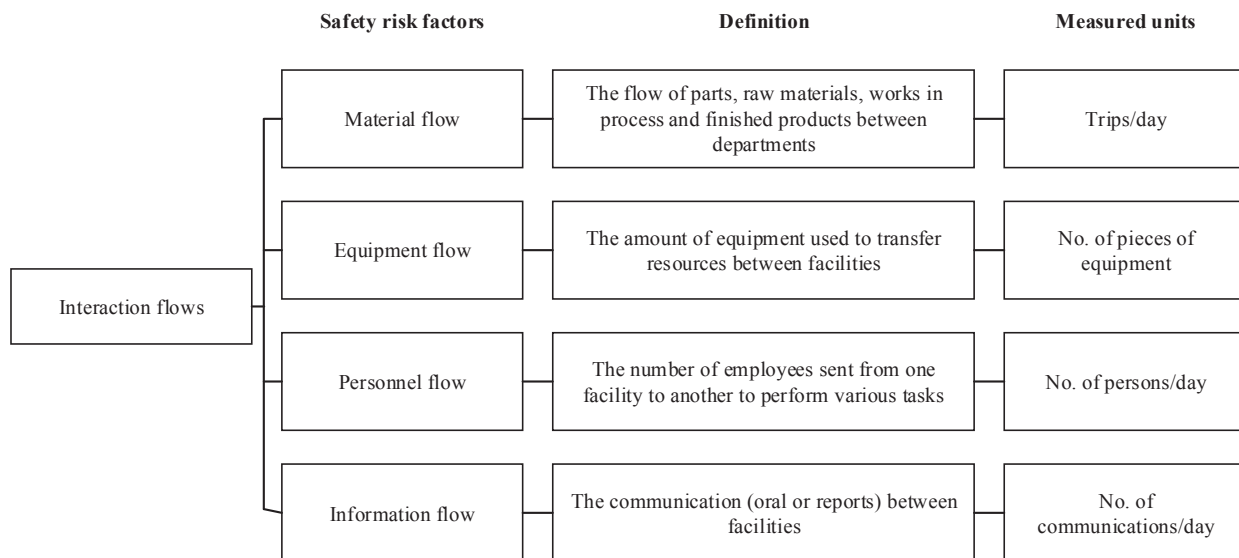 Safety risk factors
Definition
Measured units
Material flow
The flow of parts, raw materials, works in
process and finished products between
departments
Trips/day
Equipment flow
The amount of equipment used to transfer
resources between facilities
No. of pieces of
equipment
Interaction flows
Personnel flow
The number of employees sent from one
facility to another to perform various tasks
No. of persons/day
Information flow
The communication (oral or reports) between
facilities
No. of
communications/day